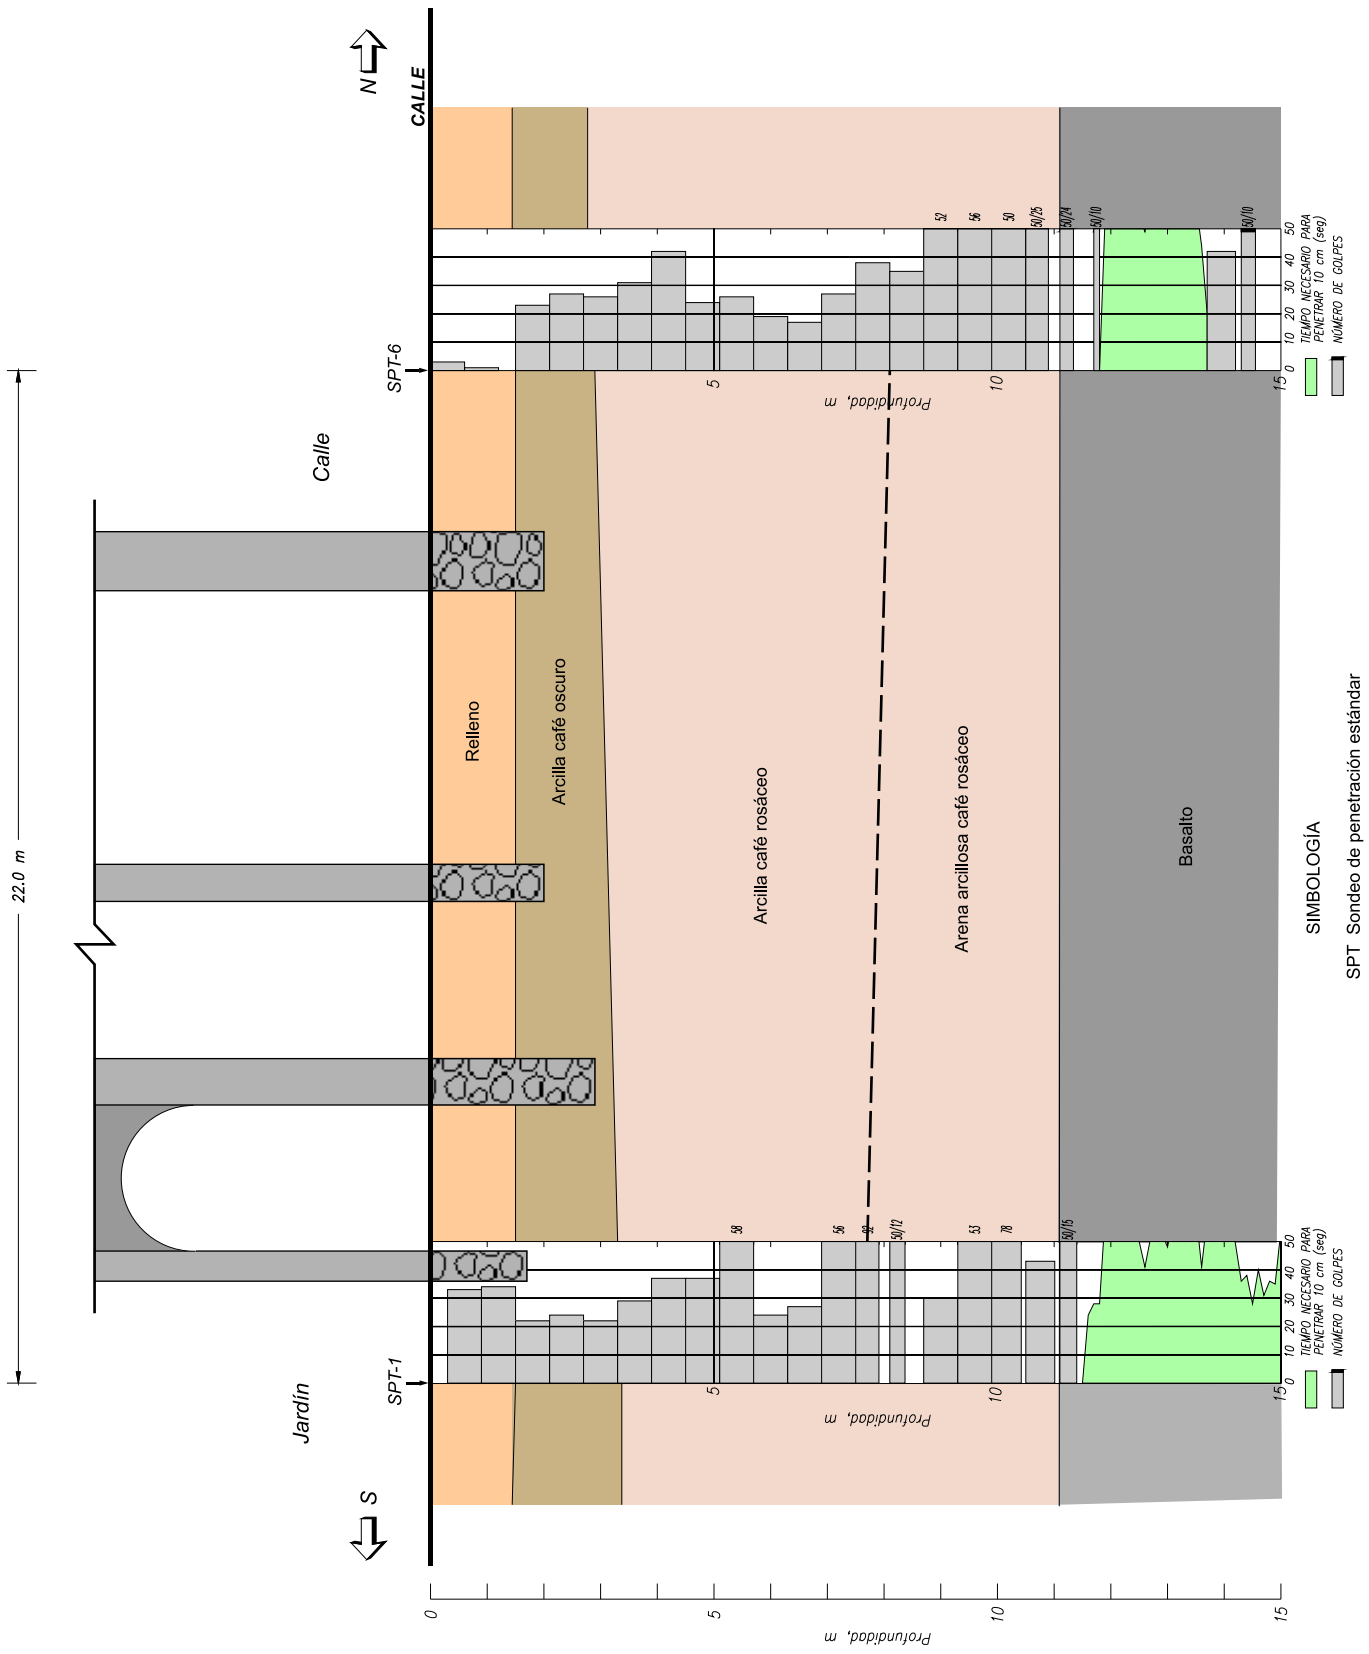 22.0 m
Jardín
Calle
S
N
SPT-1
SPT-6
CALLE
0
5
10
15
Profundidad, m
5
10
15
Profundidad, m
58
56
92
50/12
53
78
50/15
0 10 20 30 40 50
TIEMPO NECESARIO PARA
PENETRAR 10 cm (seg)
NÚMERO DE GOLPES
Relleno
Arcilla café oscuro
Arcilla café rosáceo
Arena arcillosa café rosáceo
Basalto
5
10
15
Profundidad, m
52
56
50
50/25
50/24
50/10
50/10
0 10 20 30 40 50
TIEMPO NECESARIO PARA
PENETRAR 10 cm (seg)
NÚMERO DE GOLPES
SIMBOLOGÍA
SPT Sondeo de penetración estándar